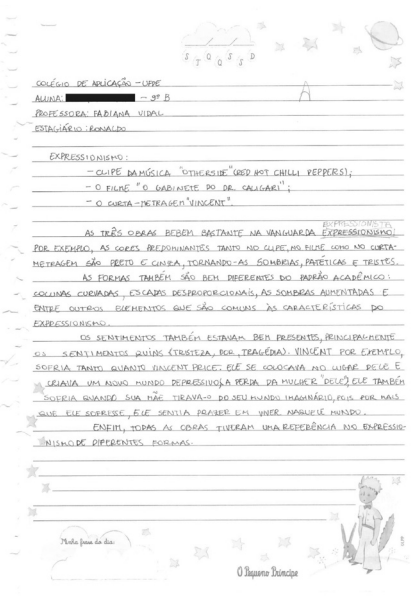 S T Q Q S S D
COLÉGIO DE APLICAÇÃO - UFPE
ALUNA: - 9º B
A
PROFESSORA: FABIANA VIDAL
ESTAGIÁRIO: RONALDO
EXPRESSIONISMO:
- CLIPE DA MÚSICA "OTHERSIDE" (RED HOT CHILLI PEPPERS);
- O FILME "O GABINETE DO DR. CALIGARI";
- O CURTA-METRAGEM "VINCENT".
EXPRESSIONISTA
AS TRÊS OBRAS BEBEM BASTANTE NA VANGUARDA EXPRESSIONISMO.
POR EXEMPLO, AS CORES PREDOMINANTES TANTO NO CLIPE, NO FILME COMO NO CURTA-
METRAGEM SÃO PRETO E CINZA, TORNANDO-AS SOMBRIAS, PATÉTICAS E TRISTES.
AS FORMAS TAMBÉM SÃO BEM DIFERENTES DO PADRÃO ACADÊMICO:
COLUNAS CURVADAS, ESCADAS DESPROPORCIONAIS, AS SOMBRAS AUMENTADAS E
ENTRE OUTROS ELEMENTOS QUE SÃO COMUNS ÀS CARACTERÍSTICAS DO
EXPRESSIONISMO.
OS SENTIMENTOS TAMBÉM ESTAVAM BEM PRESENTES, PRINCIPALMENTE
OS SENTIMENTOS RUINS (TRISTEZA, DOR, TRAGÉDIA). VINCENT POR EXEMPLO,
SOFRIA TANTO QUANTO VINCENT PRICE. ELE SE COLOCAVA NO LUGAR DELE E
CRIAVA UM NOVO MUNDO DEPRESSIVO(A PERDA DA MULHER "DELE"), ELE TAMBÉM
SOFRIA QUANDO SUA MÃE TIRAVA-O DO SEU MUNDO IMAGINÁRIO, POIS POR MAIS
QUE ELE SOFRESSE, ELE SENTIA PRAZER EM VIVER NAQUELE MUNDO.
ENFIM, TODAS AS OBRAS TIVERAM UMA REFERÊNCIA NO EXPRESSIO-
NISMO DE DIFERENTES FORMAS.
Minha frase do dia:
O Pequeno Príncipe